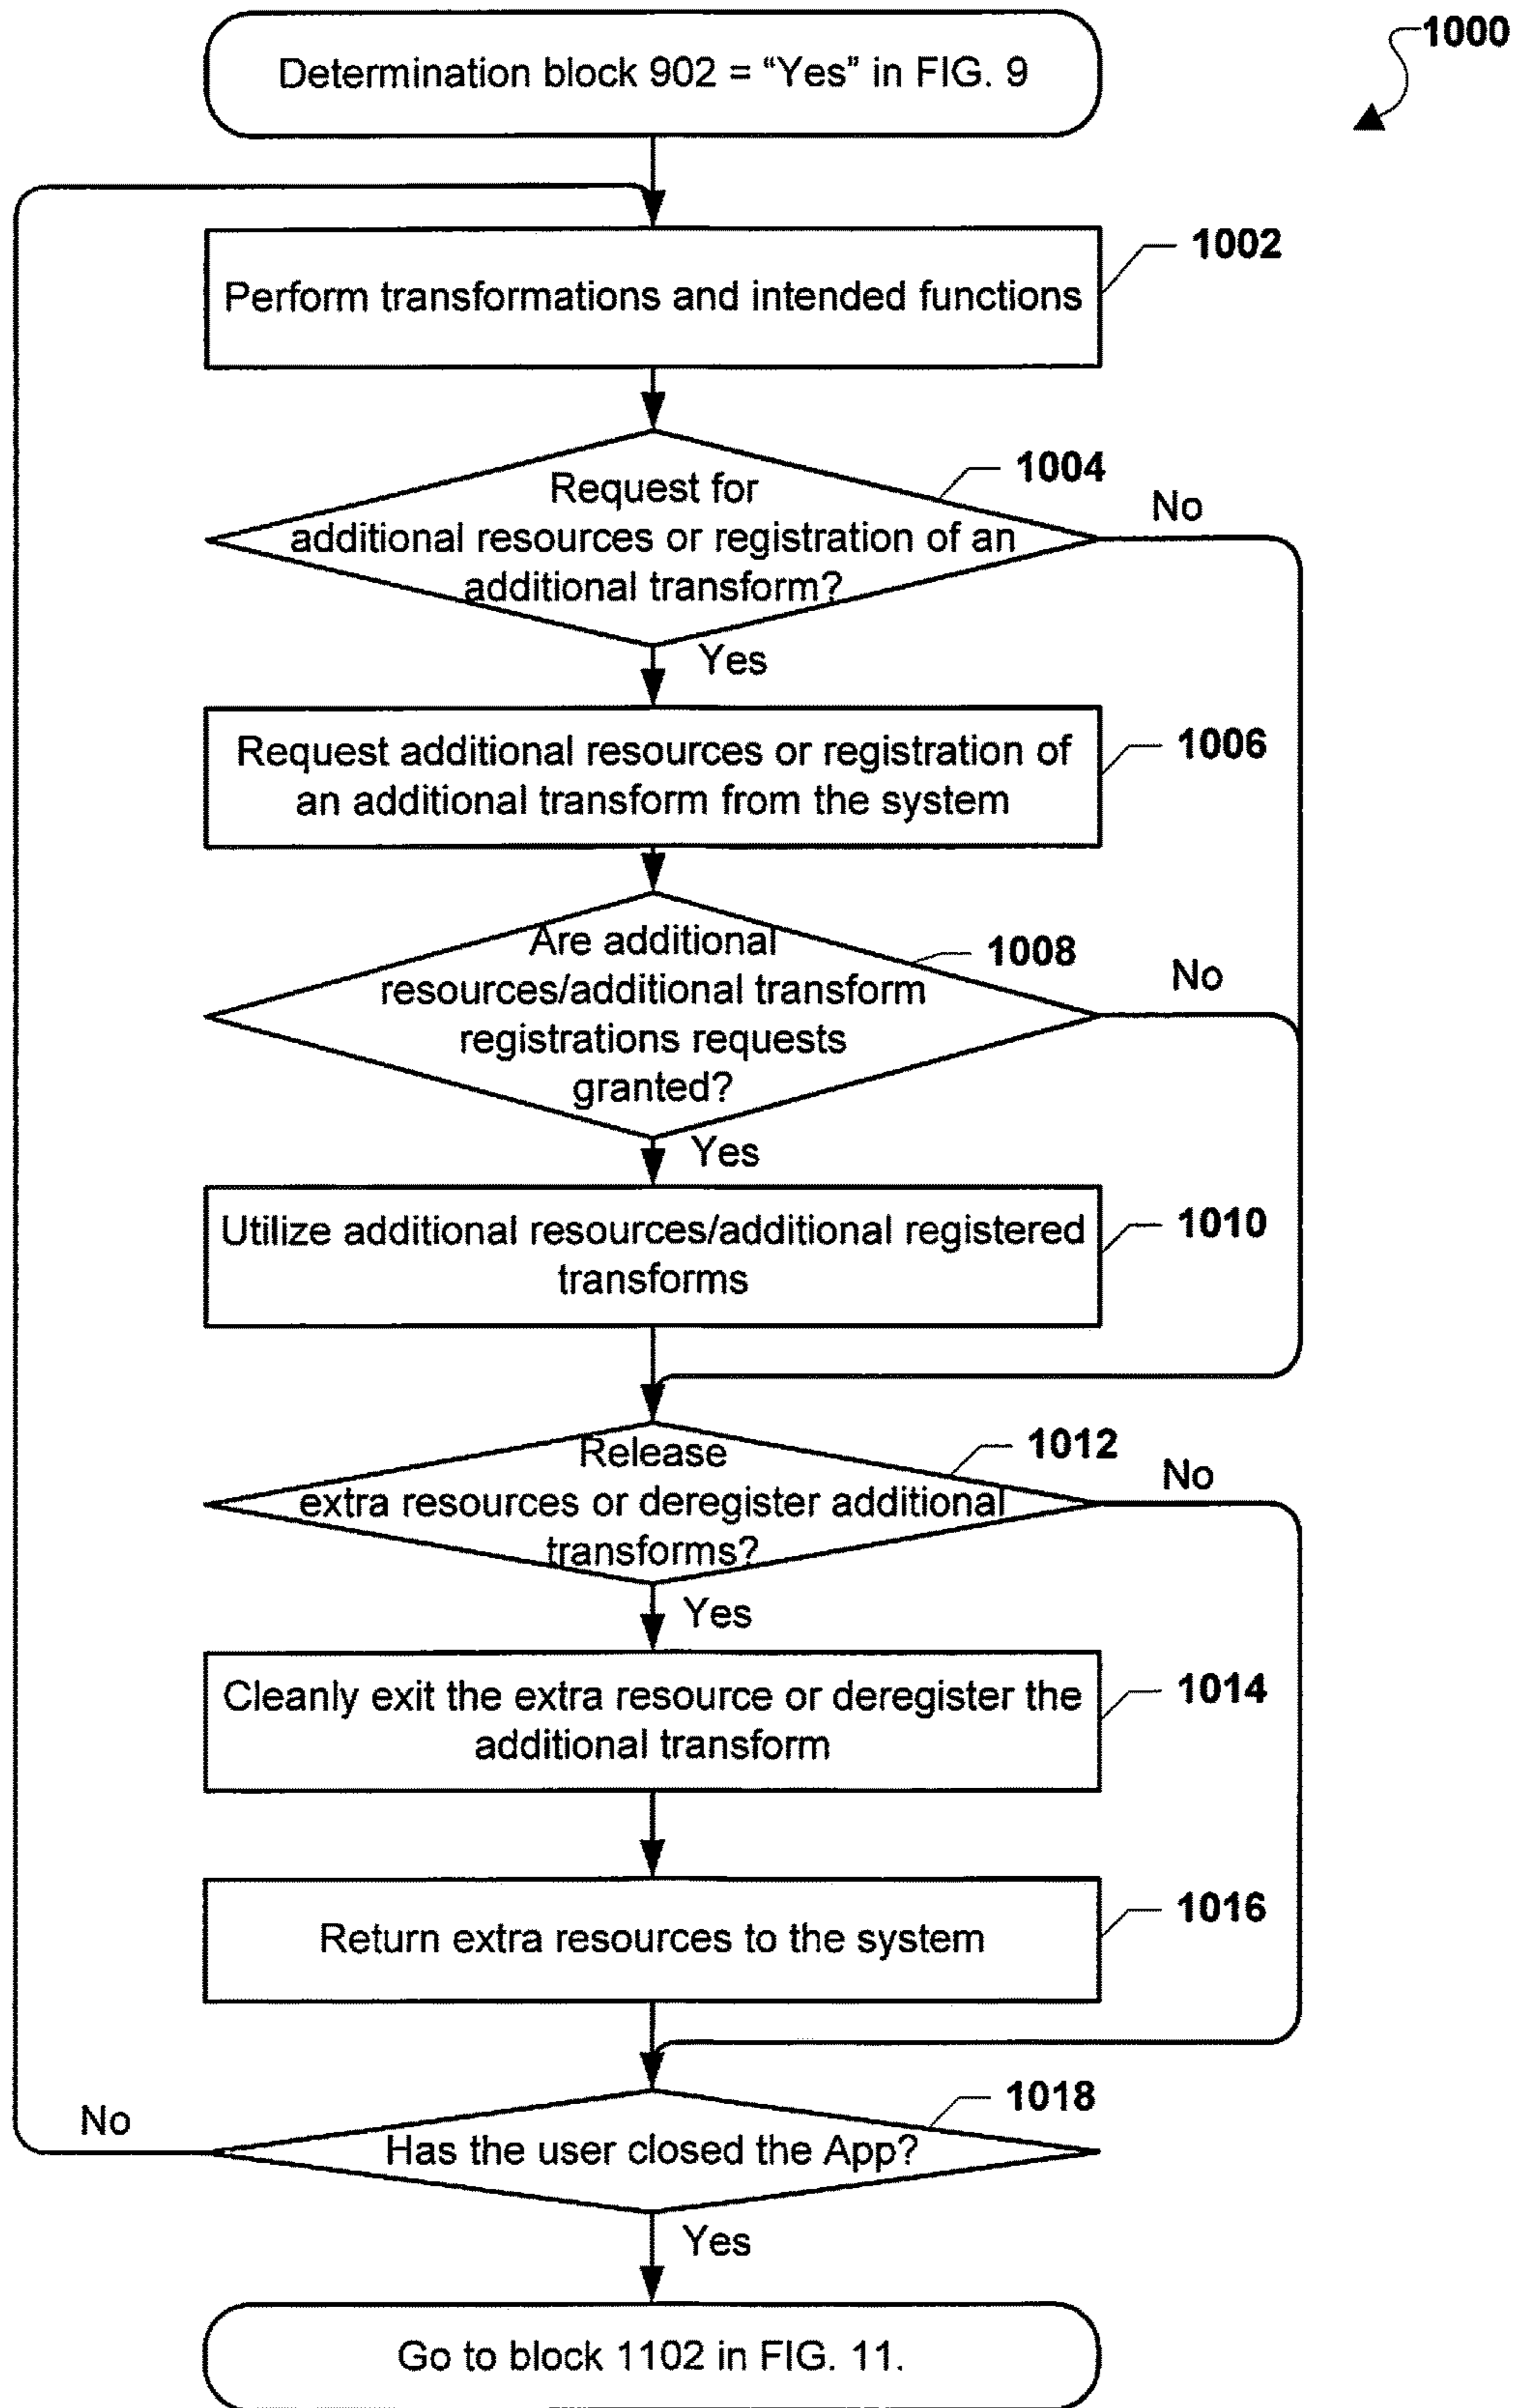 1000
Determination block 902 = “Yes” in FIG. 9
1002
Perform transformations and intended functions
1004
Request for
additional resources or registration of an
additional transform?
No
Yes
1006
Request additional resources or registration of
an additional transform from the system
1008
Are additional
resources/additional transform
registrations requests
granted?
No
Yes
1010
Utilize additional resources/additional registered
transforms
1012
Release
extra resources or deregister additional
transforms?
No
Yes
1014
Cleanly exit the extra resource or deregister the
additional transform
1016
Return extra resources to the system
1018
No
Has the user closed the App?
Yes
Go to block 1102 in FIG. 11.